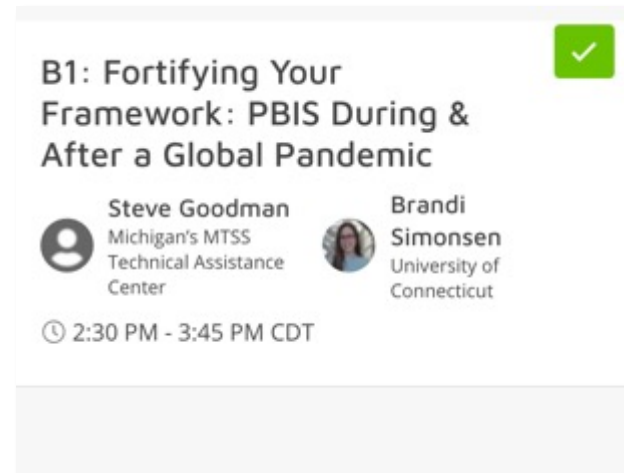 B1: Fortifying Your
Framework: PBIS During &
After a Global Pandemic
Steve Goodman
Michigan's MTSS
Technical Assistance
Center
Brandi
Simonsen
University of
Connecticut
2:30 PM - 3:45 PM CDT